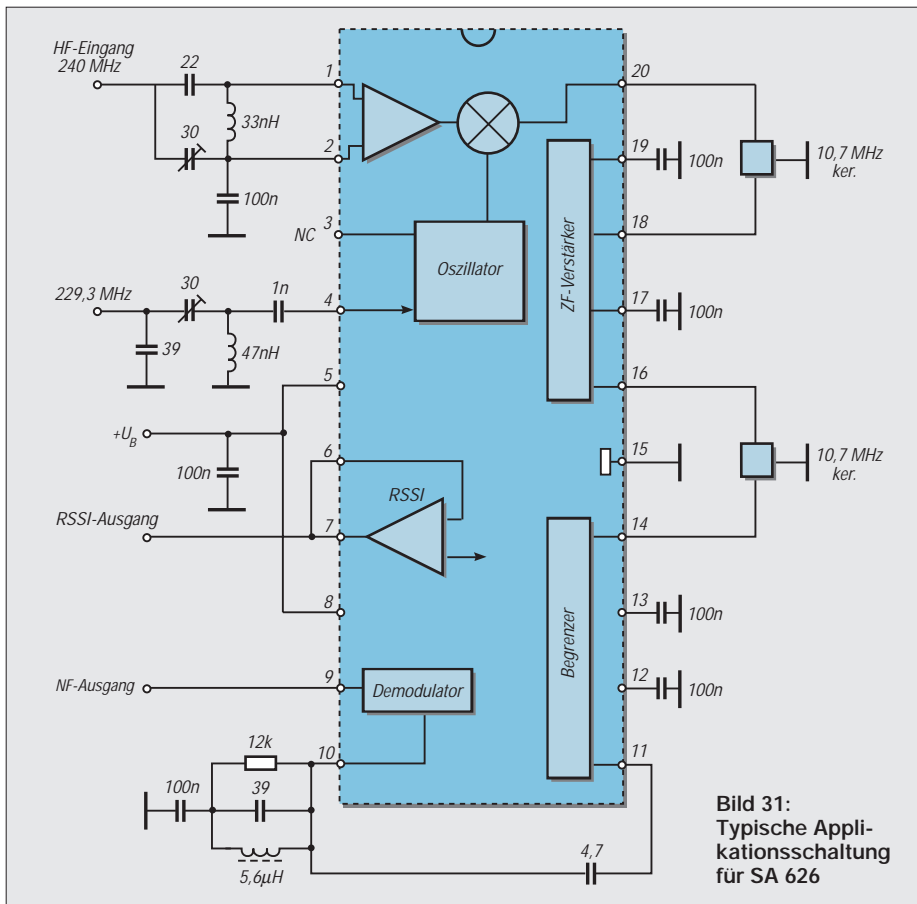 HF-Eingang
240 MHz
22
33nH
30
100n
1
2
NC
3
229,3 MHz
30
1n
39
47nH
4
5
+U_B
100n
6
RSSI-Ausgang
7
8
NF-Ausgang
9
10
12k
100n
39
5,6µH
4,7
Oszillator
RSSI
Demodulator
ZF-Verstärker
Begrenzer
20
19
100n
10,7 MHz
ker.
18
17
100n
16
15
10,7 MHz
ker.
14
13
100n
12
100n
11
Bild 31:
Typische Appli-
kationsschaltung
für SA 626